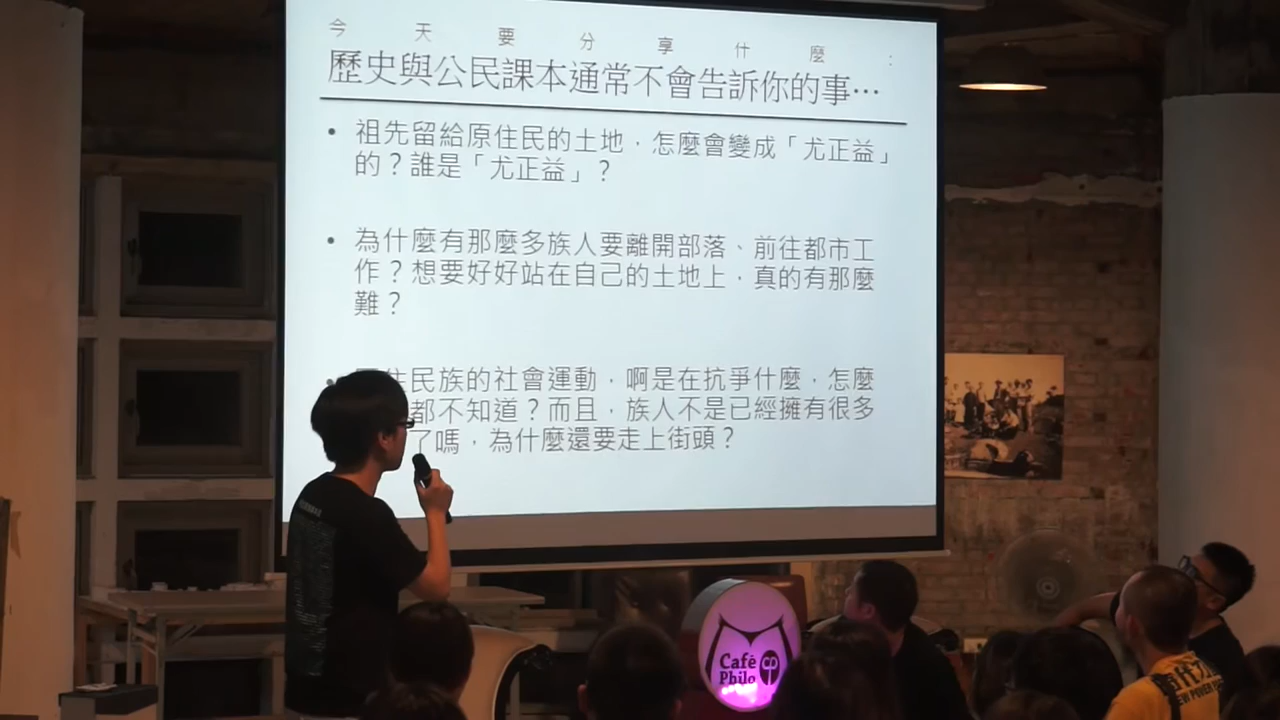 今天要分享什麼:
歷史與公民課本通常不會告訴你的事…
• 祖先留給原住民的土地，怎麼會變成「尤正益」
的？誰是「尤正益」？
• 為什麼有那麼多族人要離開部落、前往都市工
作？想要好好站在自己的土地上，真的有那麼
難？
住民族的社會運動，啊是在抗爭什麼，怎麼
都不知道？而且，族人不是已經擁有很多
了嗎，為什麼還要走上街頭？
Café
Philo